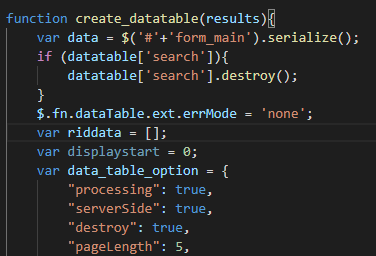 function create_datatable(results){
    var data = $('#'+'form_main').serialize();
    if (datatable['search']){
        datatable['search'].destroy();
    }
    $.fn.dataTable.ext.errMode = 'none';
    var riddata = [];
    var displaystart = 0;
    var data_table_option = {
        "processing": true,
        "serverSide": true,
        "destroy": true,
        "pageLength": 5,